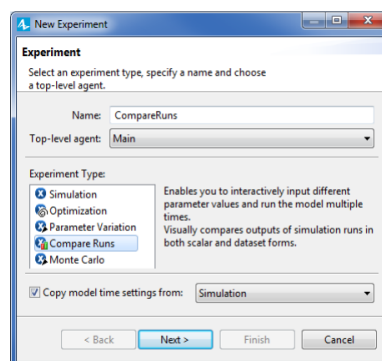 New Experiment
Experiment
Select an experiment type, specify a name and choose
a top-level agent.
Name: CompareRuns
Top-level agent: Main
Experiment Type:
Simulation
Optimization
Parameter Variation
Compare Runs
Monte Carlo
Enables you to interactively input different
parameter values and run the model multiple
times.
Visually compares outputs of simulation runs in
both scalar and dataset forms.
Copy model time settings from: Simulation
< Back Next > Finish Cancel